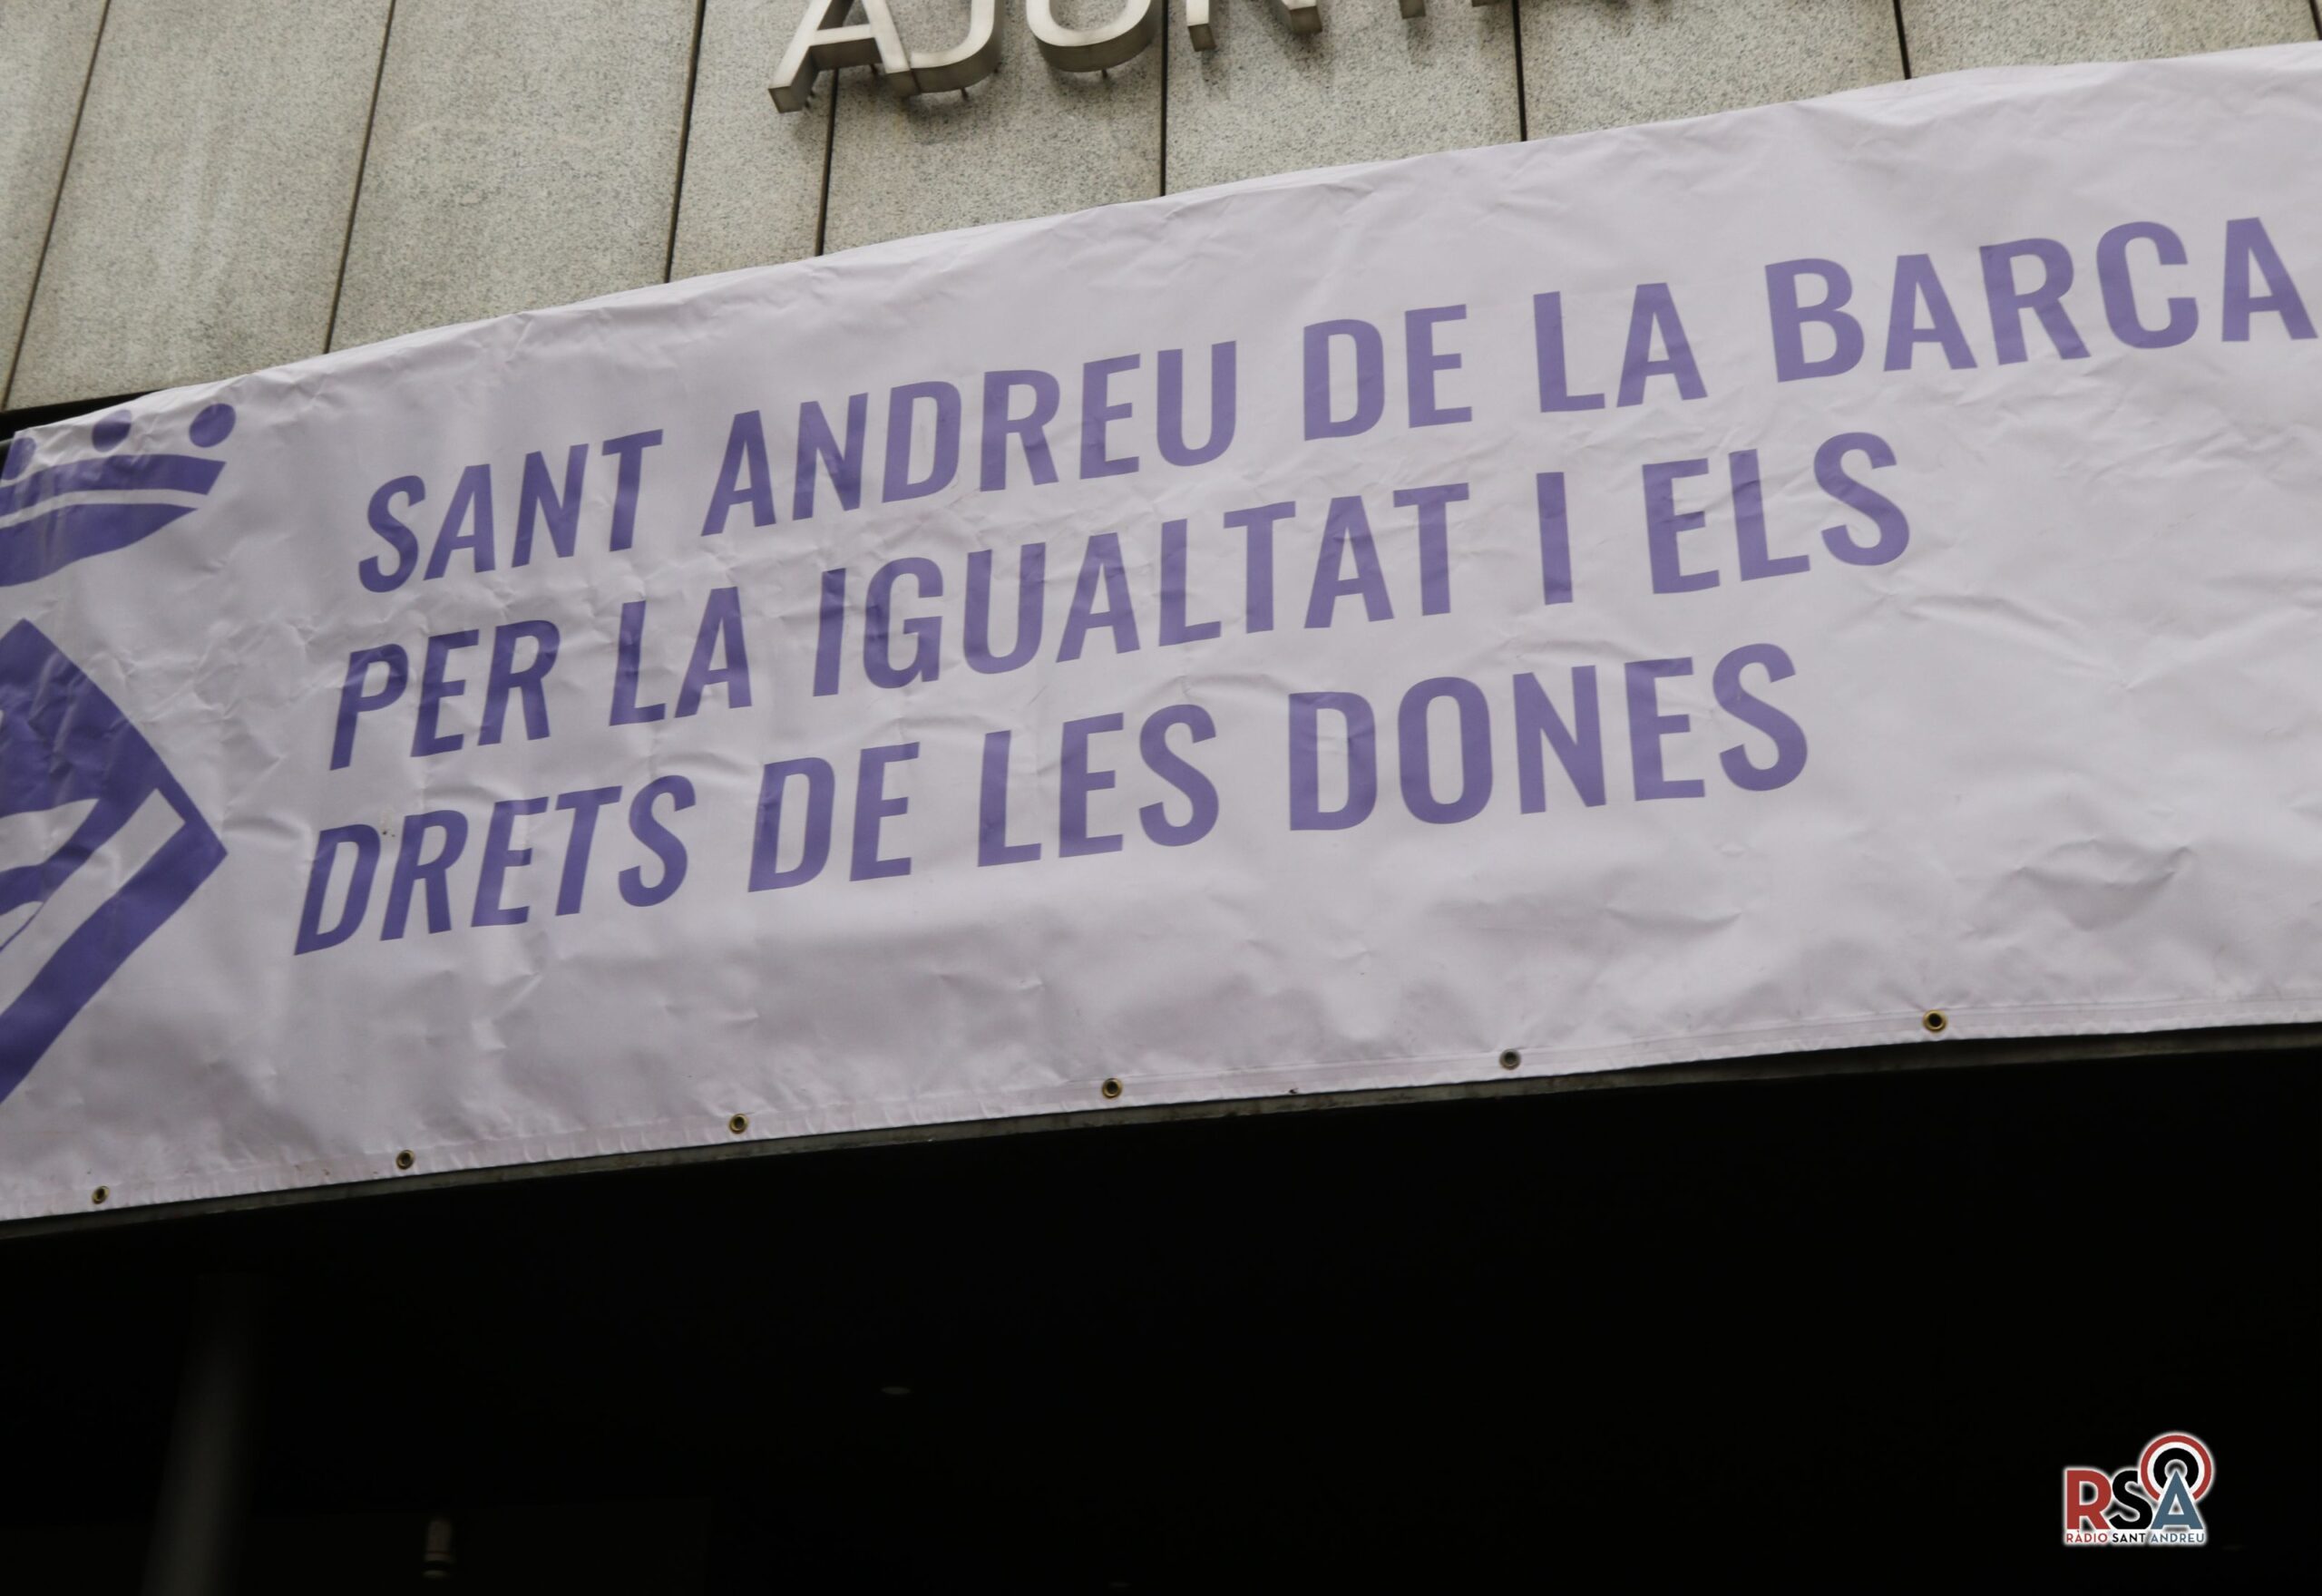 SANT ANDREU DE LA BARCA
PER LA IGUALTAT I ELS
DRETS DE LES DONES
RSA
RÀDIO SANT ANDREU